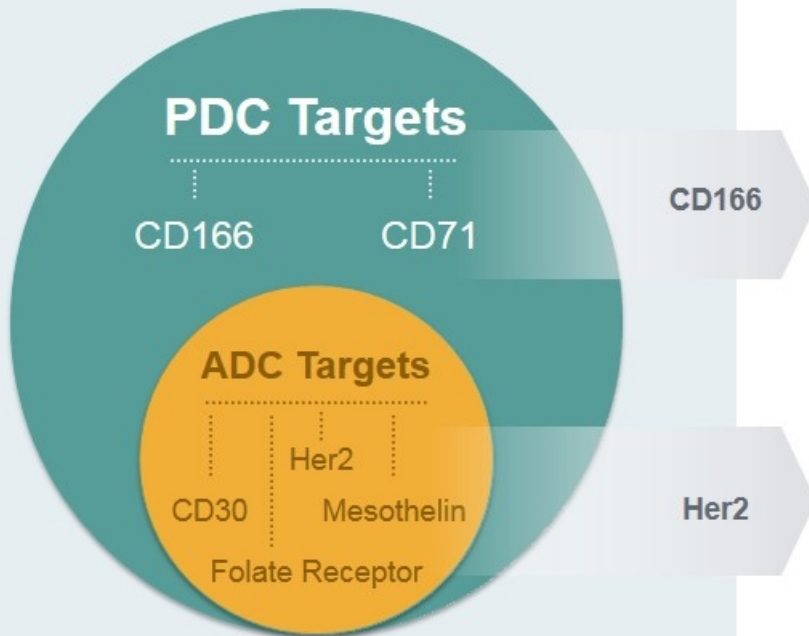 PDC Targets
CD166 CD71
CD166
ADC Targets
Her2
CD30 Mesothelin
Folate Receptor
Her2